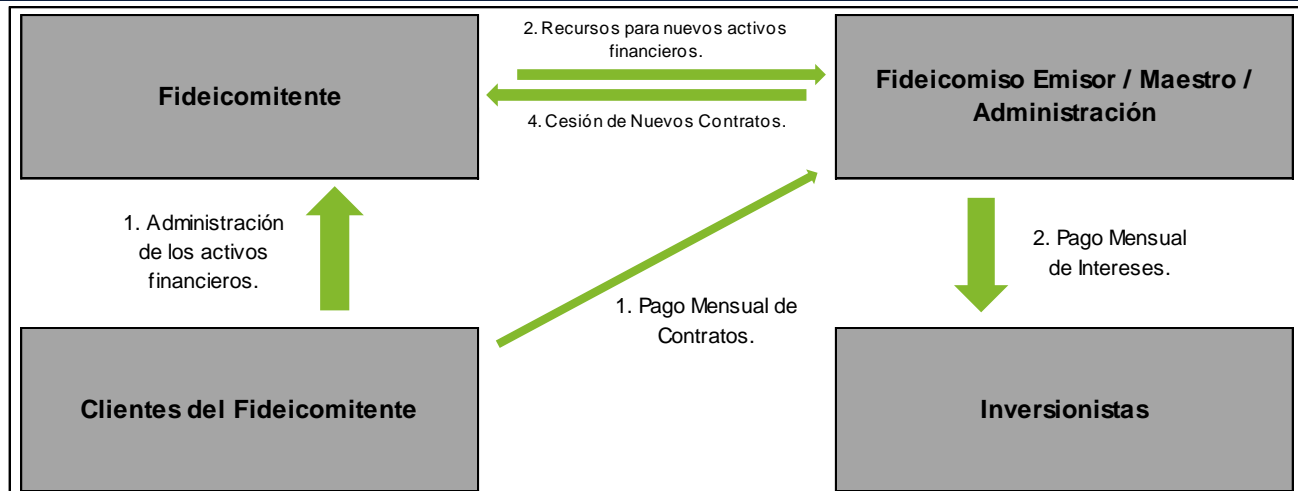 2. Recursos para nuevos activos
financieros.
Fideicomitente
Fideicomiso Emisor / Maestro /
Administración
4. Cesión de Nuevos Contratos.
1. Administración
de los activos
financieros.
2. Pago Mensual
de Intereses.
1. Pago Mensual de
Contratos.
Clientes del Fideicomitente
Inversionistas